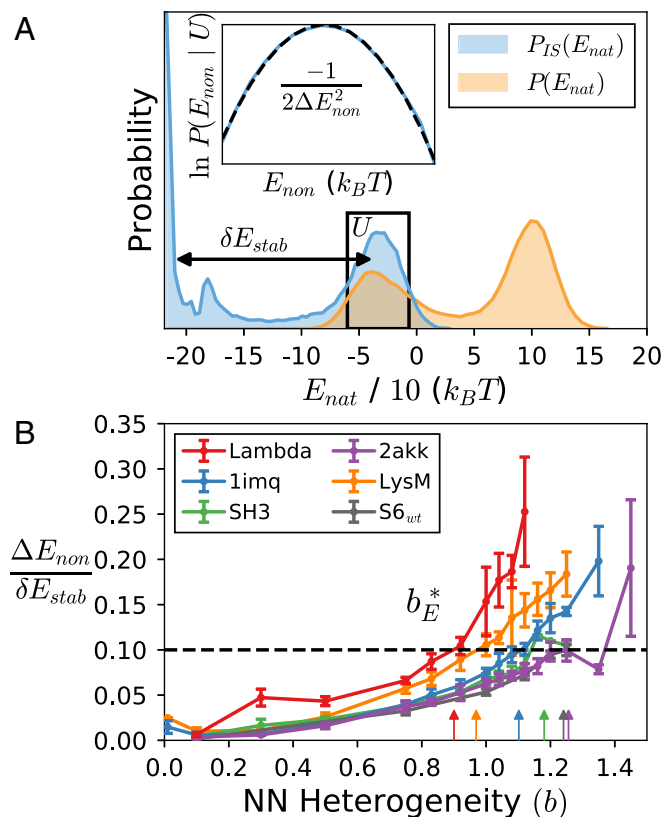 A
Probability
ln P(E_non | U)
-1
2ΔE²_non
E_non (k_BT)
P_IS(E_nat)
P(E_nat)
U
δE_stab
-20 -15 -10 -5 0 5 10 15 20
E_nat / 10 (k_BT)
B
0.35
0.30
0.25
0.20
0.15
0.10
0.05
0.00
ΔE_non
δE_stab
Lambda
1imq
SH3
2akk
LysM
S6_wt
b*_E
0.0 0.2 0.4 0.6 0.8 1.0 1.2 1.4
NN Heterogeneity (b)